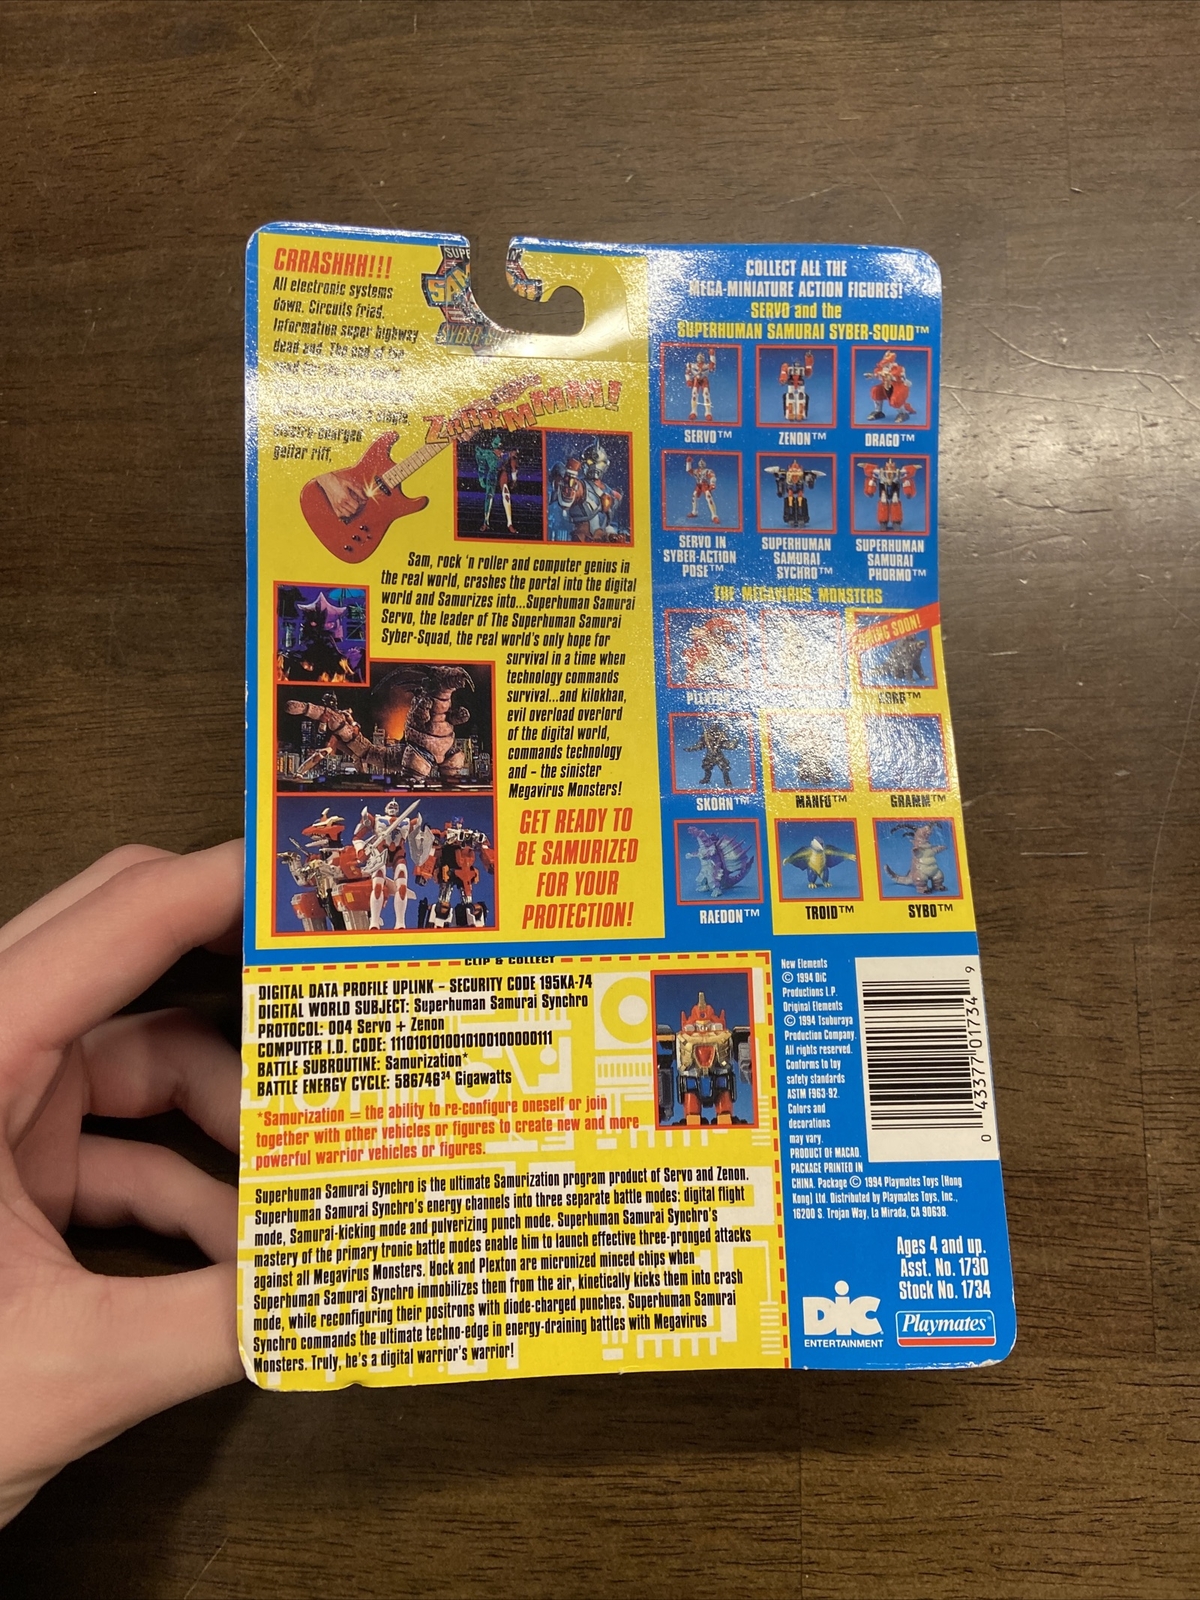 CRRASHHH!!!
All electronic systems
down. Circuits fried.
Information super highway
dead end. The end of the
a single,
electro-charged
guitar riff,
SUPE
SA
Sam, rock 'n roller and computer genius in
the real world, crashes the portal into the digital
world and Samurizes into...Superhuman Samurai
Servo, the leader of The Superhuman Samurai
Syber-Squad, the real world's only hope for
survival in a time when
technology commands
survival...and kilokhan,
evil overload overlord
of the digital world,
commands technology
and - the sinister
Megavirus Monsters!
GET READY TO
BE SAMURIZED
FOR YOUR
PROTECTION!
COLLECT ALL THE
MEGA-MINIATURE ACTION FIGURES!
SERVO and the
SUPERHUMAN SAMURAI SYBER-SQUAD™
SERVO™
ZENON™
DRAGO™
SERVO IN
SYBER-ACTION
POSE™
SUPERHUMAN
SAMURAI
SYCHRO™
SUPERHUMAN
SAMURAI
PHORMO™
THE MEGAVIRUS MONSTERS
COMING SOON!
SKORN™
MANFU™
GRAMM™
RAEDON™
TROID™
SYBO™
CLIP & COLLECT
DIGITAL DATA PROFILE UPLINK - SECURITY CODE 195KA-74
DIGITAL WORLD SUBJECT: Superhuman Samurai Synchro
PROTOCOL: 004 Servo + Zenon
COMPUTER I.D. CODE: 1110101010010100100000111
BATTLE SUBROUTINE: Samurization*
BATTLE ENERGY CYCLE: 586746³⁴ Gigawatts
*Samurization = the ability to re-configure oneself or join
together with other vehicles or figures to create new and more
powerful warrior vehicles or figures.
Superhuman Samurai Synchro is the ultimate Samurization program product of Servo and Zenon.
Superhuman Samurai Synchro's energy channels into three separate battle modes: digital flight
mode, Samurai-kicking mode and pulverizing punch mode. Superhuman Samurai Synchro's
mastery of the primary tronic battle modes enable him to launch effective three-pronged attacks
against all Megavirus Monsters. Hock and Plexton are micronized minced chips when
Superhuman Samurai Synchro immobilizes them from the air, kinetically kicks them into crash
mode, while reconfiguring their positrons with diode-charged punches. Superhuman Samurai
Synchro commands the ultimate techno-edge in energy-draining battles with Megavirus
Monsters. Truly, he's a digital warrior's warrior!
New Elements
© 1994 DiC
Productions L.P.
Original Elements
© 1994 Tsuburaya
Production Company.
All rights reserved.
Conforms to toy
safety standards
ASTM F963-92.
Colors and
decorations
may vary.
PRODUCT OF MACAO.
PACKAGE PRINTED IN
CHINA. Package © 1994 Playmates Toys (Hong
Kong) Ltd. Distributed by Playmates Toys, Inc.,
16200 S. Trojan Way, La Mirada, CA 90638.
0 43377 01734 9
Ages 4 and up.
Asst. No. 1730
Stock No. 1734
DiC
ENTERTAINMENT
Playmates